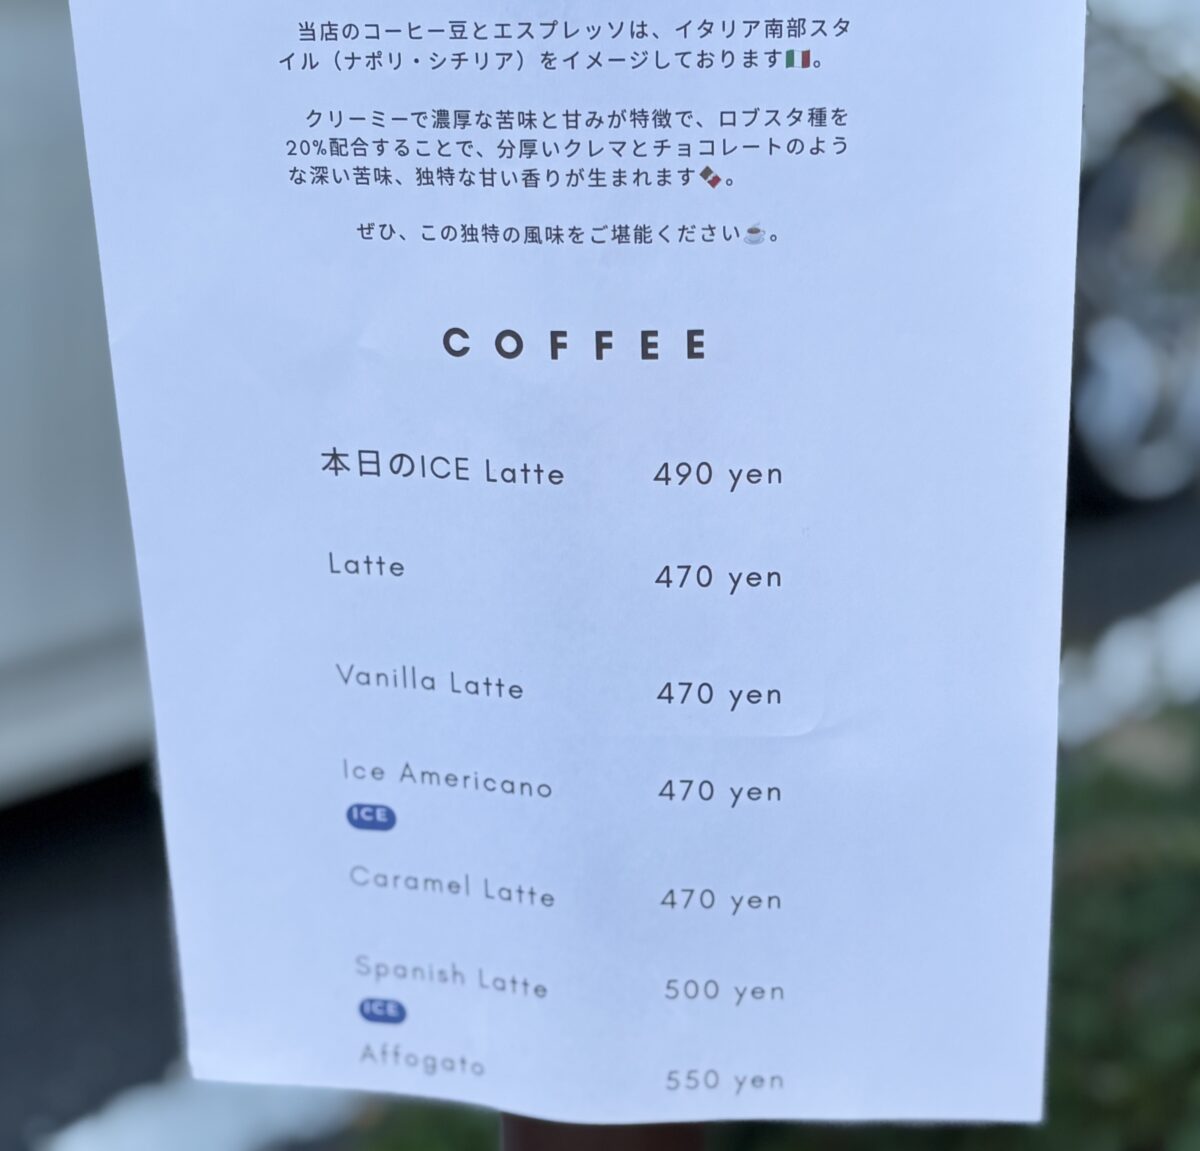 当店のコーヒー豆とエスプレッソは、イタリア南部スタ
イル（ナポリ・シチリア）をイメージしております🇮🇹。
クリーミーで濃厚な苦味と甘みが特徴で、ロブスタ種を
20%配合することで、分厚いクレマとチョコレートのよう
な深い苦味、独特な甘い香りが生まれます🍫。
ぜひ、この独特の風味をご堪能ください☕。
COFFEE
本日のICE Latte 490 yen
Latte 470 yen
Vanilla Latte 470 yen
Ice Americano 470 yen
ICE
Caramel Latte 470 yen
Spanish Latte 500 yen
ICE
Affogato 550 yen